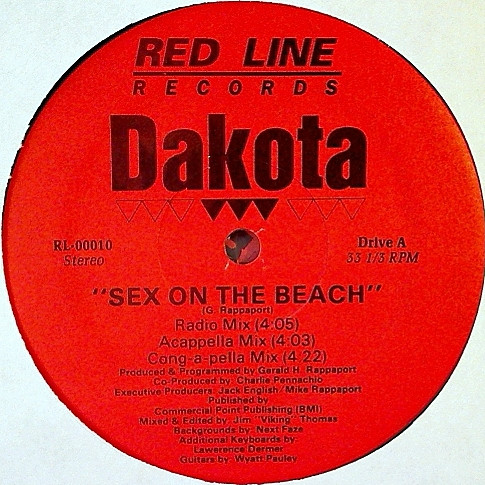 RED LINE
RECORDS
Dakota
RL-00010
Stereo
Drive A
33 1/3 RPM
"SEX ON THE BEACH"
(G. Rappaport)
Radio Mix (4:05)
Acappella Mix (4:03)
Cong-a-pella Mix (4:22)
Produced & Programmed by Gerald H. Rappaport
Co-Produced by: Charlie Pennachio
Executive Producers: Jack English/Mike Rappaport
Published by
Commercial Point Publishing (BMI)
Mixed & Edited by: Jim "Viking" Thomas
Backgrounds by: Next Faze
Additional Keyboards by:
Lawerence Dermer
Guitars by: Wyatt Pauley